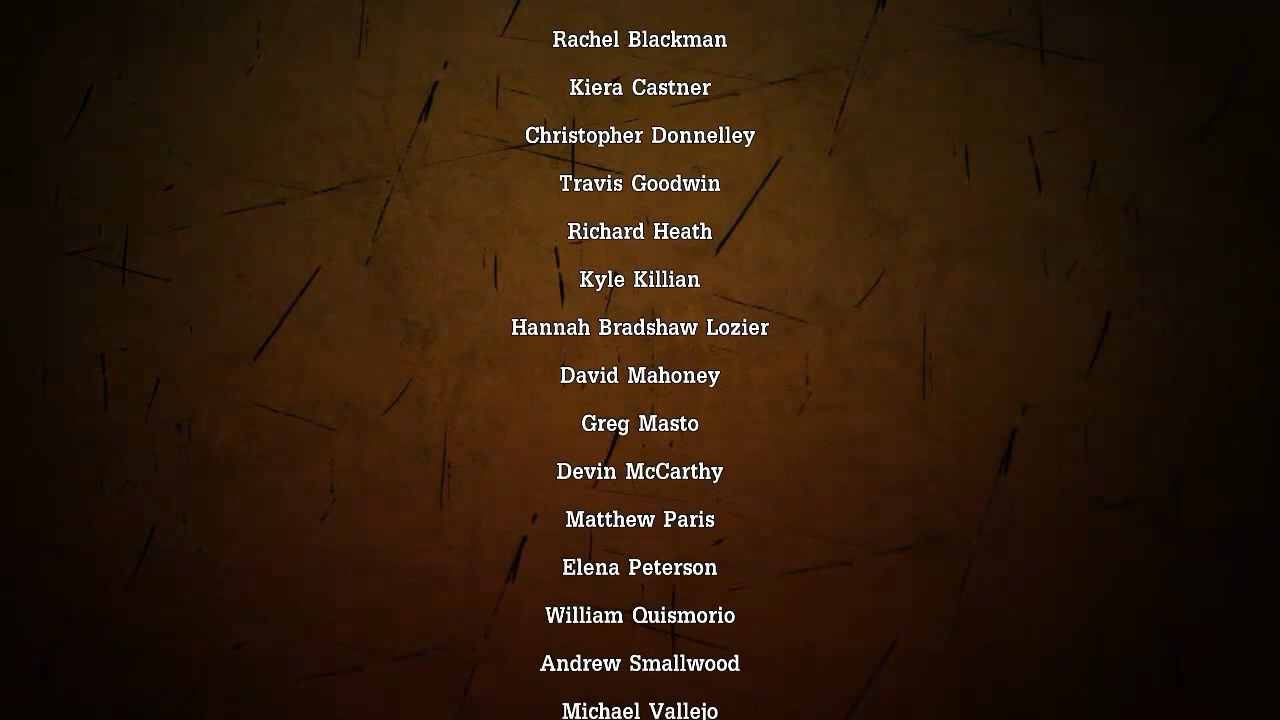 Rachel Blackman
Kiera Castner
Christopher Donnelley
Travis Goodwin
Richard Heath
Kyle Killian
Hannah Bradshaw Lozier
David Mahoney
Greg Masto
Devin McCarthy
Matthew Paris
Elena Peterson
William Quismorio
Andrew Smallwood
Michael Vallejo